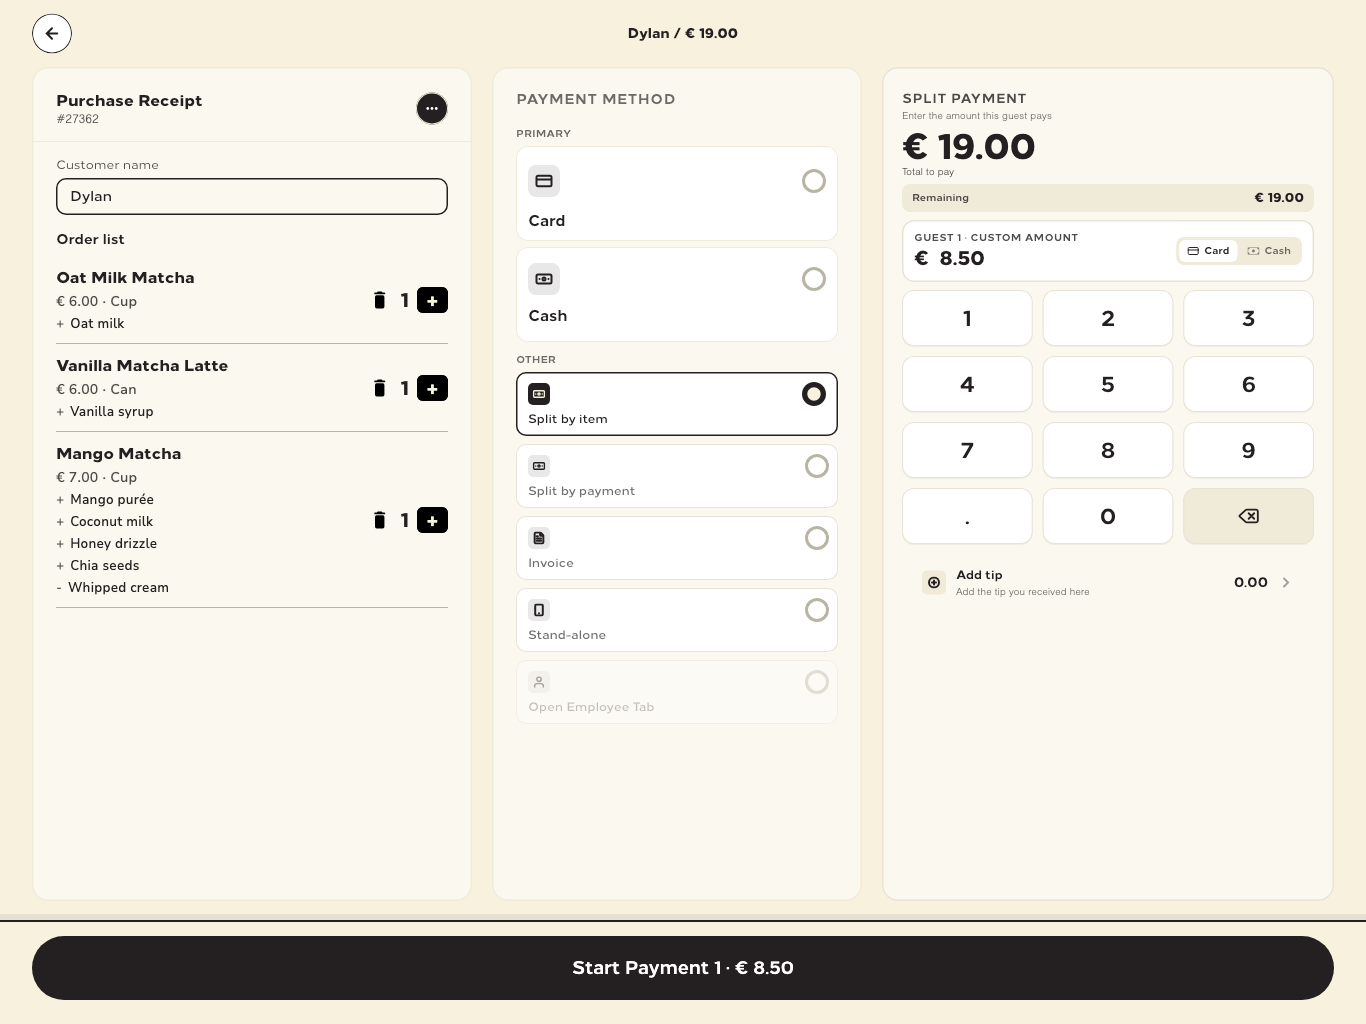 Dylan / € 19.00
Purchase Receipt
#27362
Customer name
Dylan
Order list
Oat Milk Matcha
€ 6.00 · Cup
+ Oat milk
1 +
Vanilla Matcha Latte
€ 6.00 · Can
+ Vanilla syrup
1 +
Mango Matcha
€ 7.00 · Cup
+ Mango purée
+ Coconut milk
+ Honey drizzle
+ Chia seeds
- Whipped cream
1 +
PAYMENT METHOD
PRIMARY
Card
Cash
OTHER
Split by item
Split by payment
Invoice
Stand-alone
Open Employee Tab
SPLIT PAYMENT
Enter the amount this guest pays
€ 19.00
Total to pay
Remaining € 19.00
GUEST 1 · CUSTOM AMOUNT
€ 8.50
Card Cash
1 2 3
4 5 6
7 8 9
. 0
Add tip
Add the tip you received here
0.00
Start Payment 1 · € 8.50